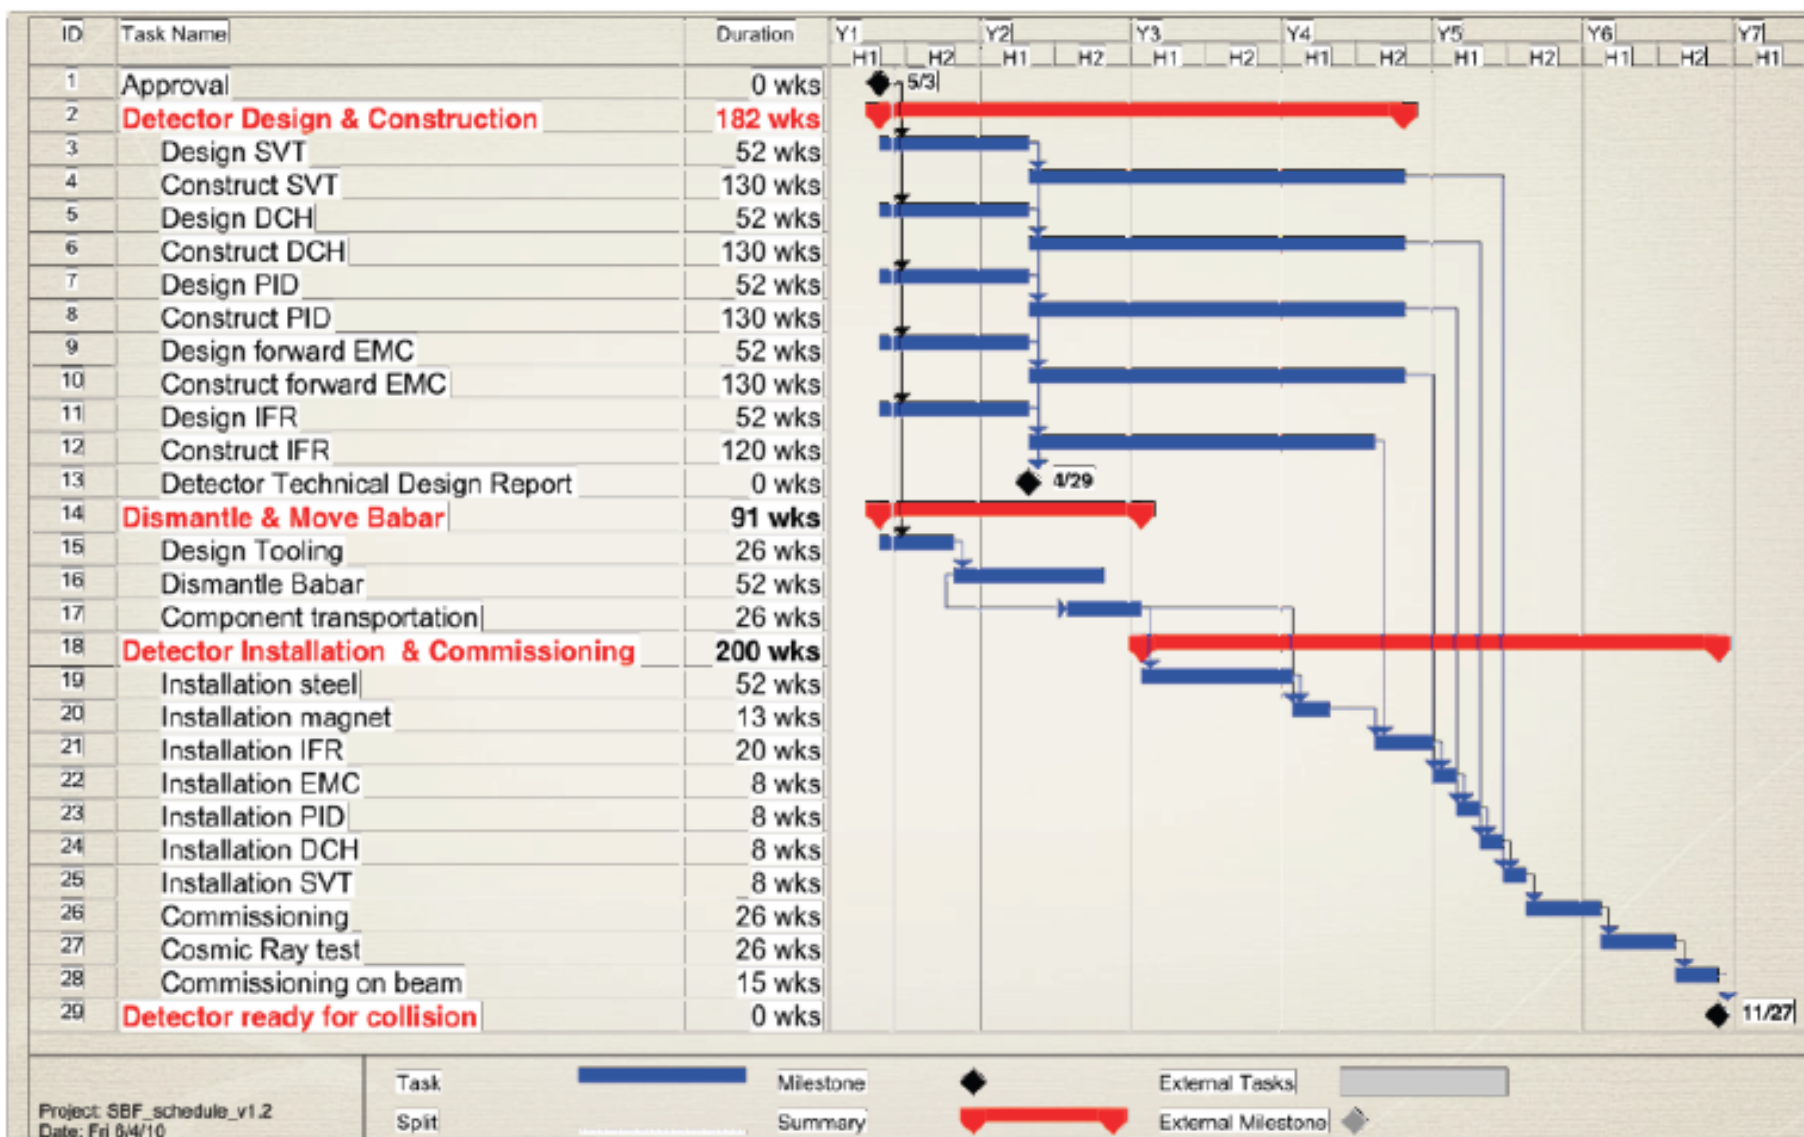 ID Task Name Duration Y1 Y2 Y3 Y4 Y5 Y6 Y7
H1 H2 H1 H2 H1 H2 H1 H2 H1 H2 H1 H2 H1
1 Approval 0 wks 5/3
2 Detector Design & Construction 182 wks
3 Design SVT 52 wks
4 Construct SVT 130 wks
5 Design DCH 52 wks
6 Construct DCH 130 wks
7 Design PID 52 wks
8 Construct PID 130 wks
9 Design forward EMC 52 wks
10 Construct forward EMC 130 wks
11 Design IFR 52 wks
12 Construct IFR 120 wks
13 Detector Technical Design Report 0 wks 4/29
14 Dismantle & Move Babar 91 wks
15 Design Tooling 26 wks
16 Dismantle Babar 52 wks
17 Component transportation 26 wks
18 Detector Installation & Commissioning 200 wks
19 Installation steel 52 wks
20 Installation magnet 13 wks
21 Installation IFR 20 wks
22 Installation EMC 8 wks
23 Installation PID 8 wks
24 Installation DCH 8 wks
25 Installation SVT 8 wks
26 Commissioning 26 wks
27 Cosmic Ray test 26 wks
28 Commissioning on beam 15 wks
29 Detector ready for collision 0 wks 11/27
Task Milestone External Tasks
Project: SBF_schedule_v1.2
Date: Fri 6/4/10
Split Summary External Milestone